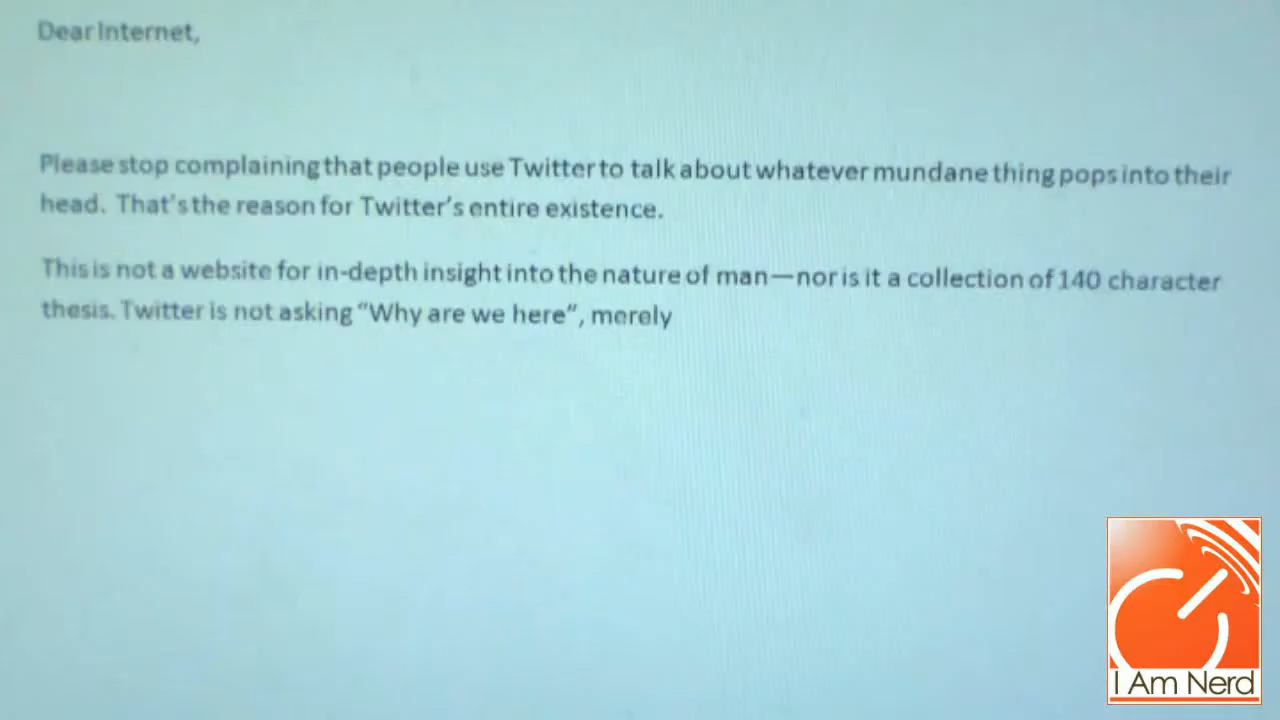 Dear Internet,
Please stop complaining that people use Twitter to talk about whatever mundane thing pops into their
head.  That's the reason for Twitter's entire existence.
This is not a website for in-depth insight into the nature of man—nor is it a collection of 140 character
thesis. Twitter is not asking “Why are we here”, merely
I Am Nerd